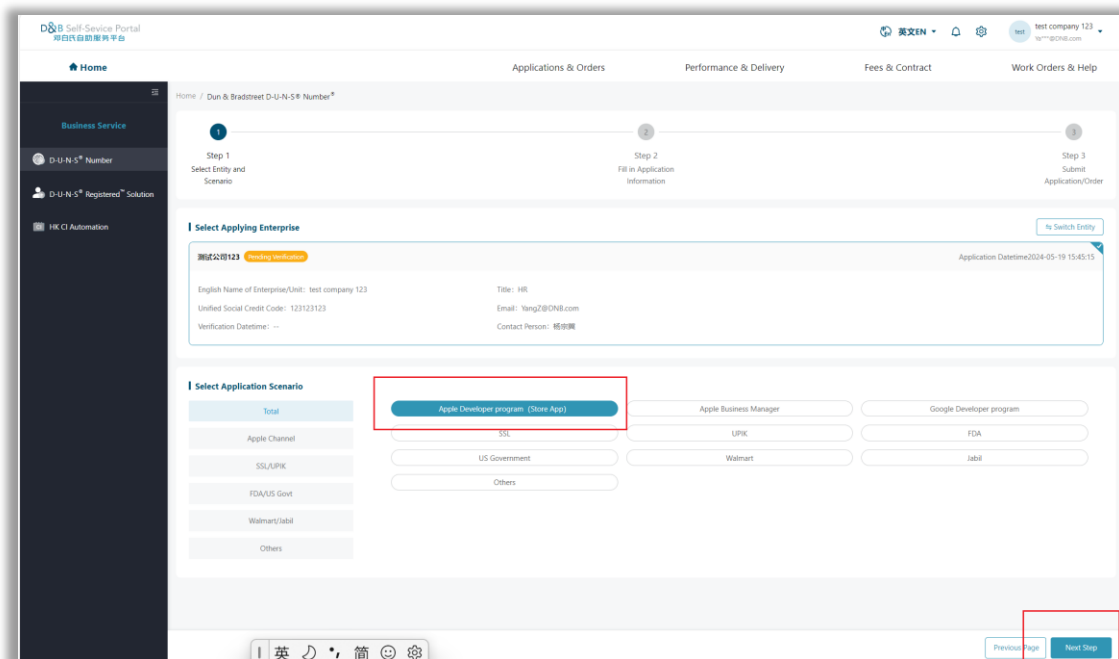 D&B Self-Sevice Portal
邓白氏自助服务平台
英文EN
test
test company 123
Ya***@DNB.com
Home
Applications & Orders
Performance & Delivery
Fees & Contract
Work Orders & Help
Home / Dun & Bradstreet D-U-N-S® Number®
Business Service
D-U-N-S® Number
D-U-N-S® Registered™ Solution
HK CI Automation
1
2
3
Step 1
Select Entity and
Scenario
Step 2
Fill in Application
Information
Step 3
Submit
Application/Order
Select Applying Enterprise
Switch Entity
测试公司123
Pending Verification
Application Datetime2024-05-19 15:45:15
English Name of Enterprise/Unit: test company 123
Title: HR
Unified Social Credit Code: 123123123
Email: YangZ@DNB.com
Verification Datetime: --
Contact Person:
Select Application Scenario
Total
Apple Channel
SSL/UPIK
FDA/US Govt
Walmart/Jabil
Others
Apple Developer program (Store App)
Apple Business Manager
Google Developer program
SSL
UPIK
FDA
US Government
Walmart
Jabil
Others
英 简
Previous Page
Next Step